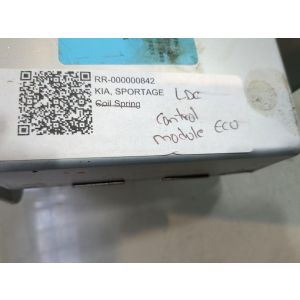 RR-000000842
KIA, SPORTAGE
Coil Spring
LDC
control
module ECU